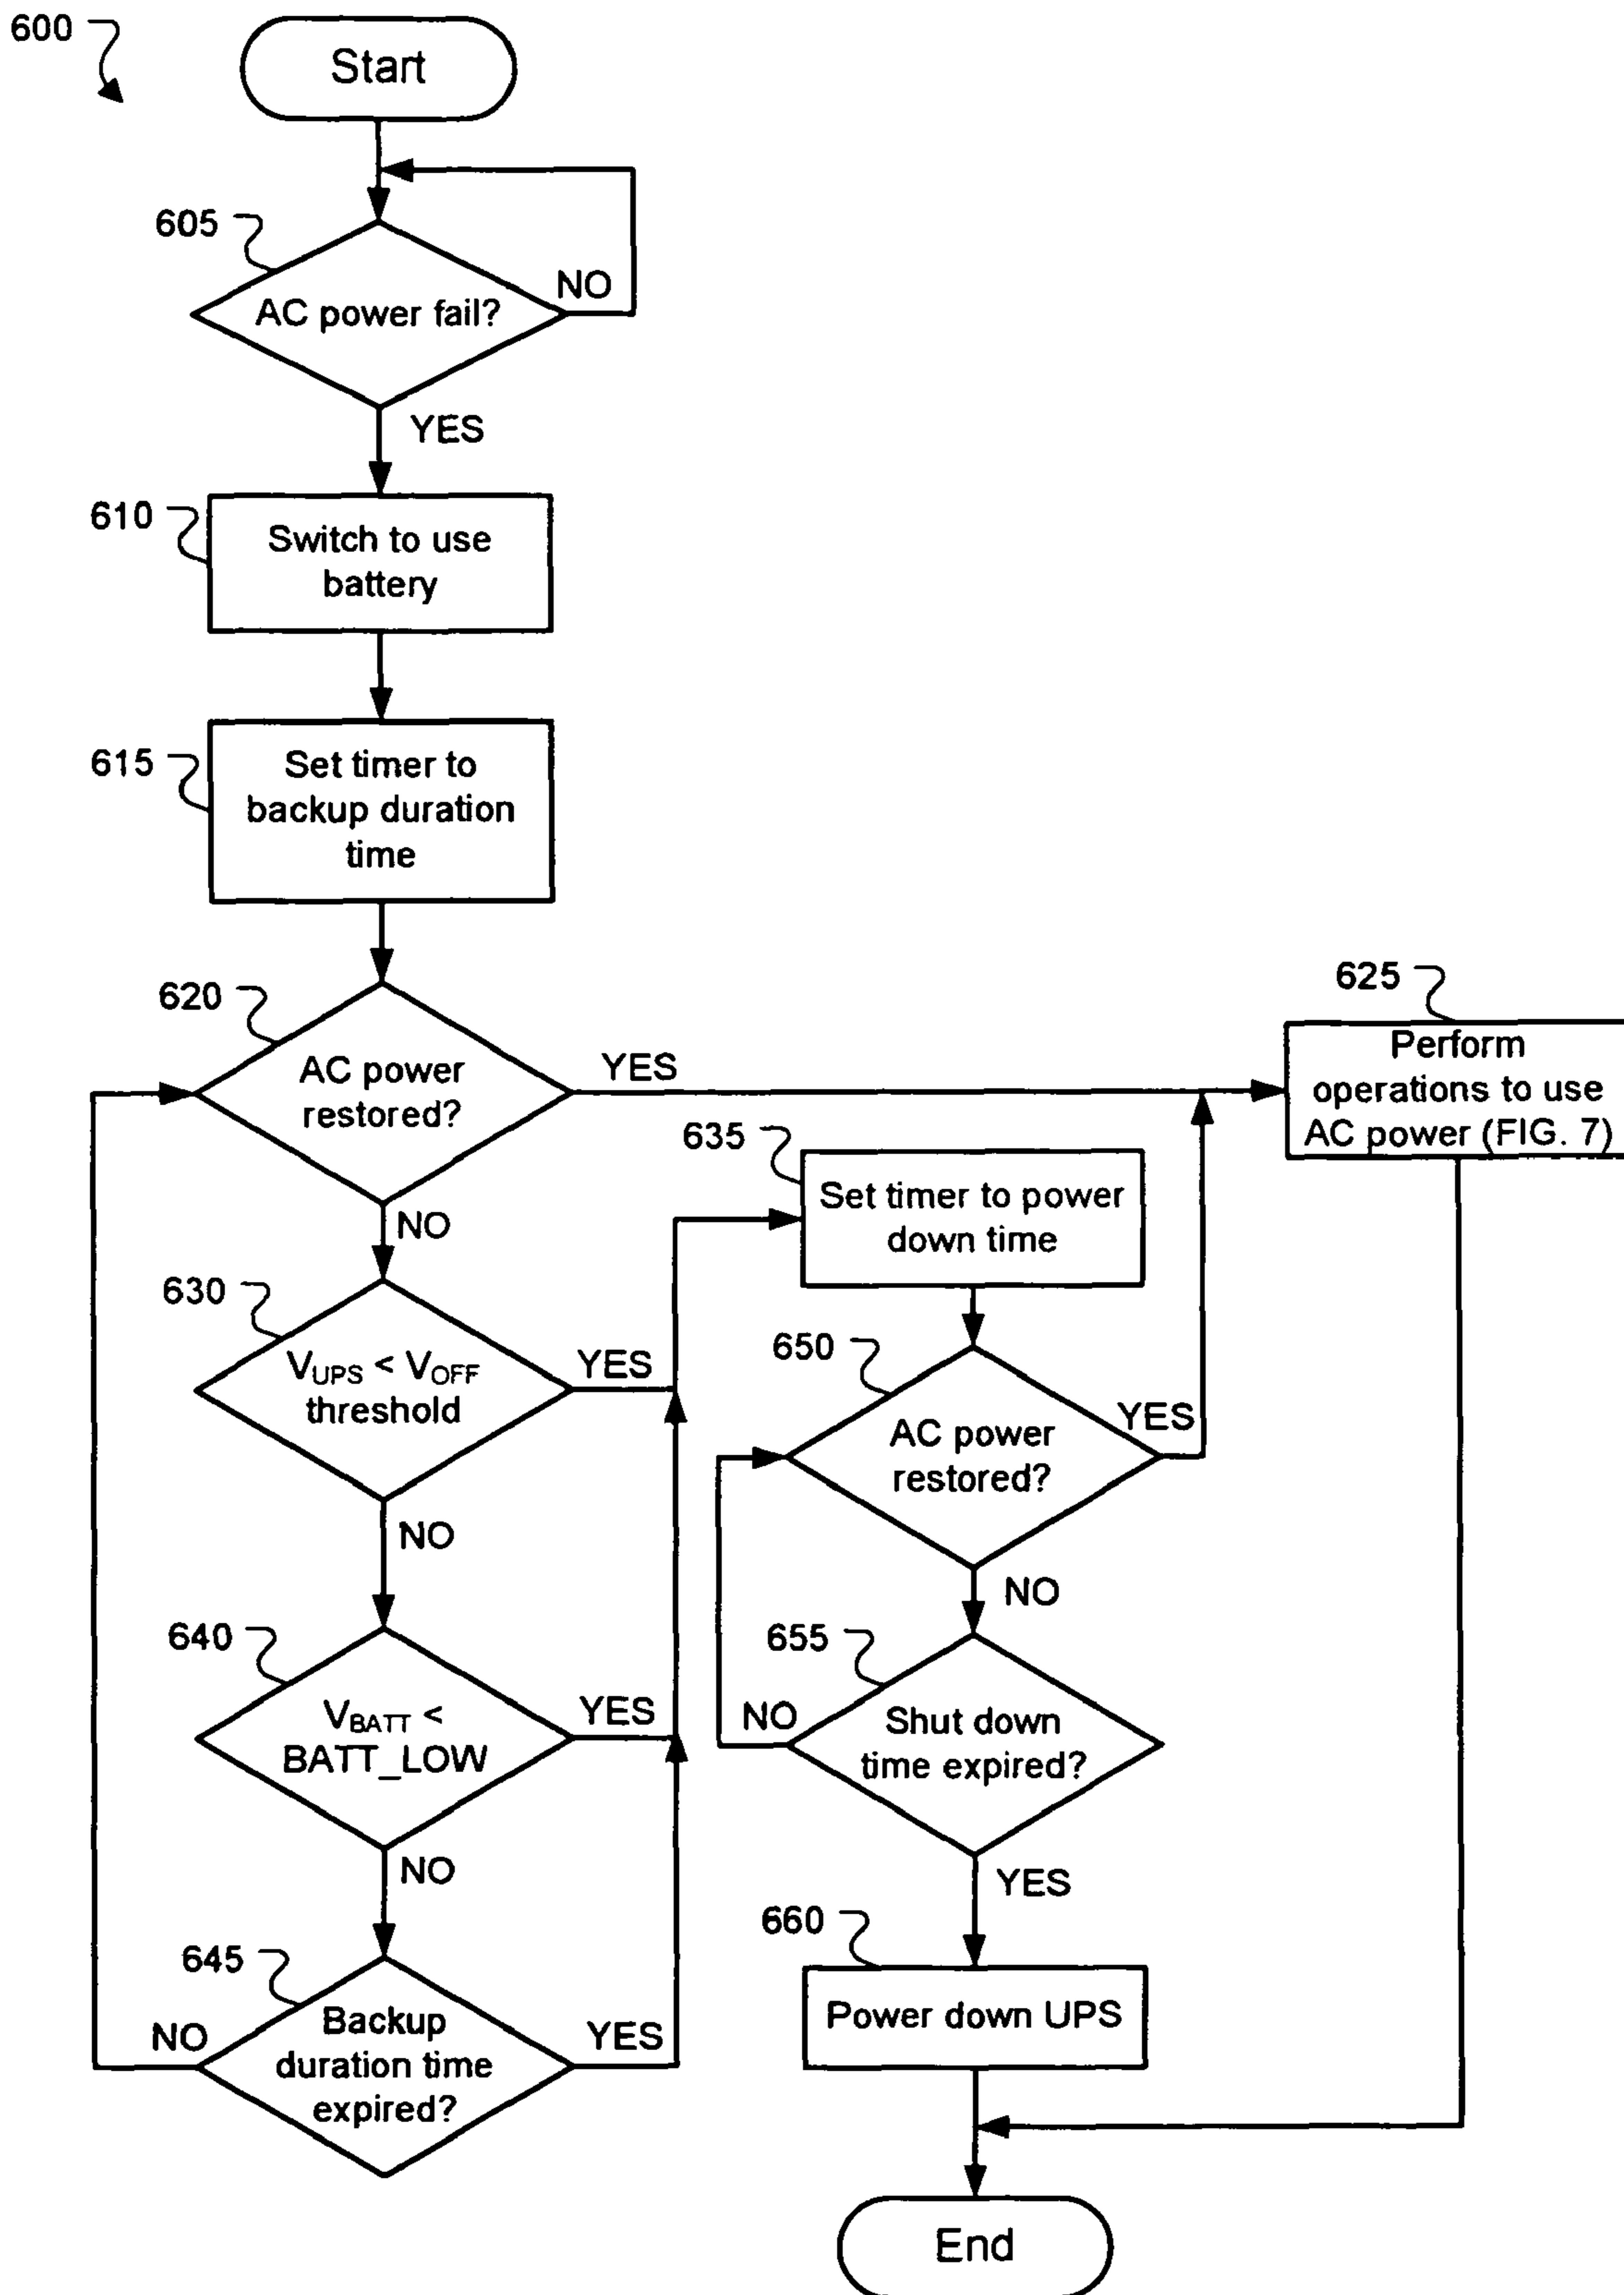 600
Start
605
AC power fail?
NO
YES
610
Switch to use
battery
615
Set timer to
backup duration
time
620
AC power
restored?
YES
NO
625
Perform
operations to use
AC power (FIG. 7)
630
VUPS < VOFF
threshold
YES
NO
635
Set timer to power
down time
650
AC power
restored?
YES
NO
640
VBATT <
BATT_LOW
YES
NO
655
Shut down
time expired?
NO
YES
645
Backup
duration time
expired?
NO
YES
660
Power down UPS
End